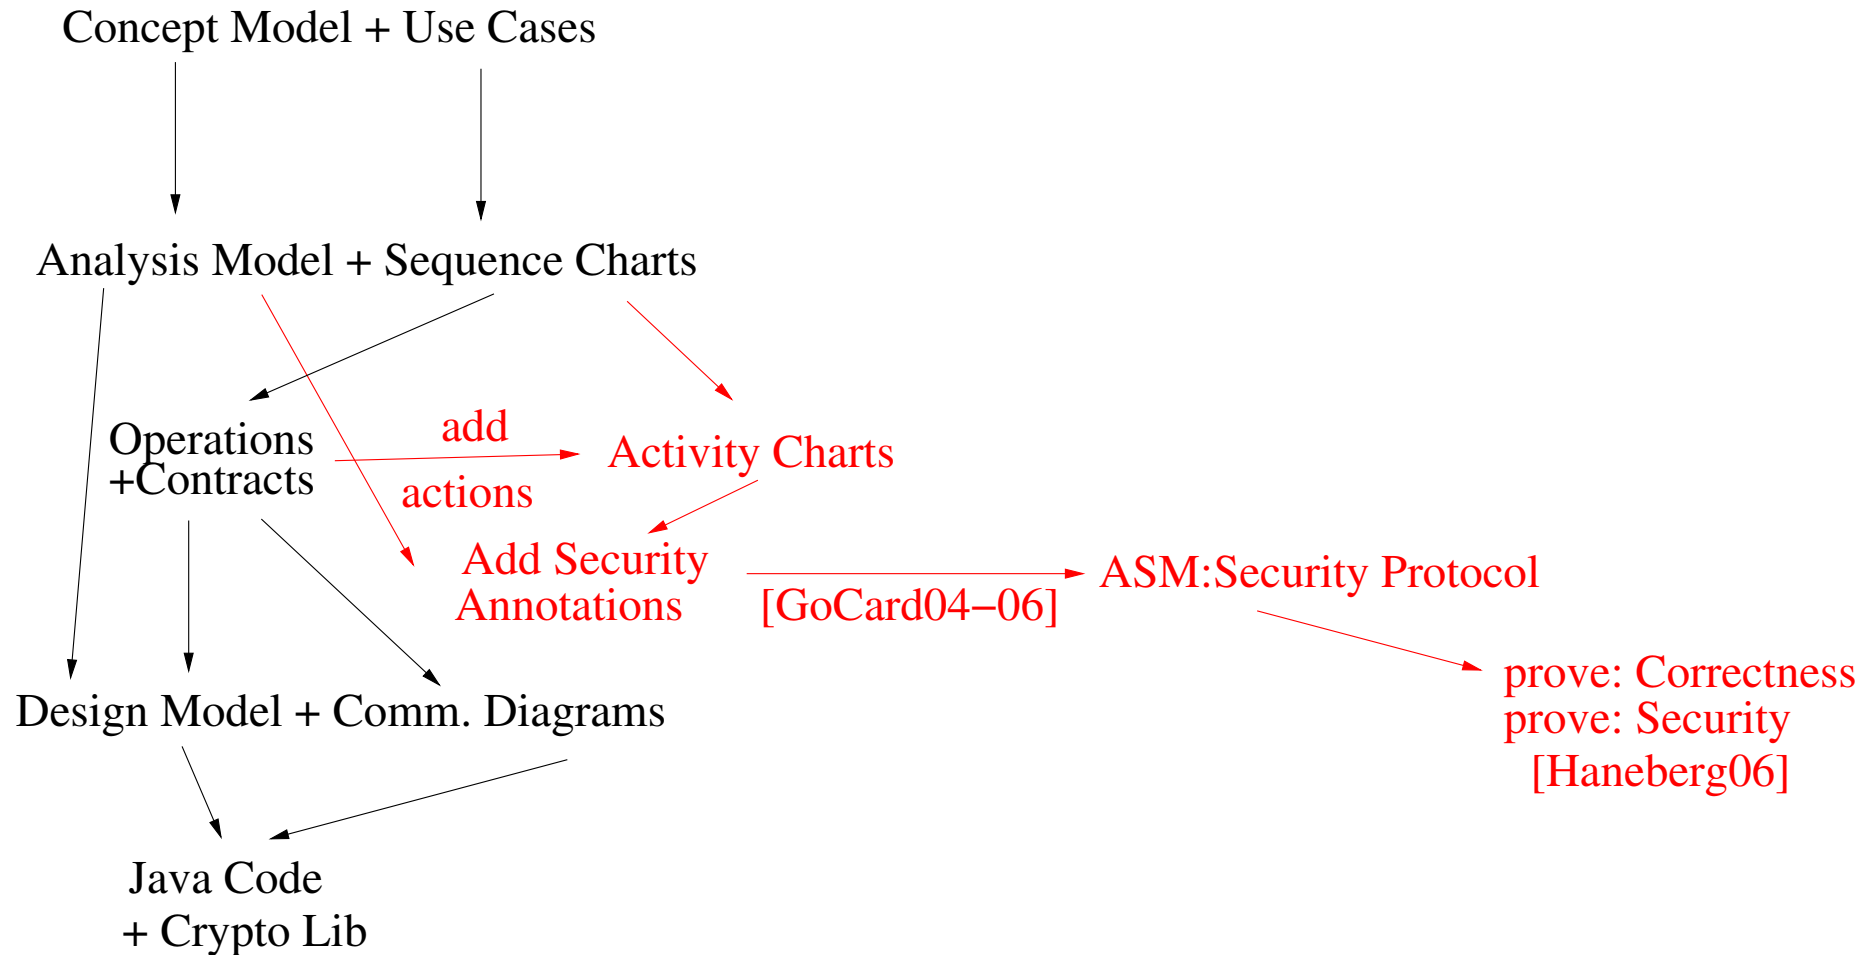 Concept Model + Use Cases
Analysis Model + Sequence Charts
Operations
+Contracts
add
actions
Activity Charts
Add Security
Annotations
[GoCard04−06]
ASM:Security Protocol
prove: Correctness
prove: Security
[Haneberg06]
Design Model + Comm. Diagrams
Java Code
+ Crypto Lib